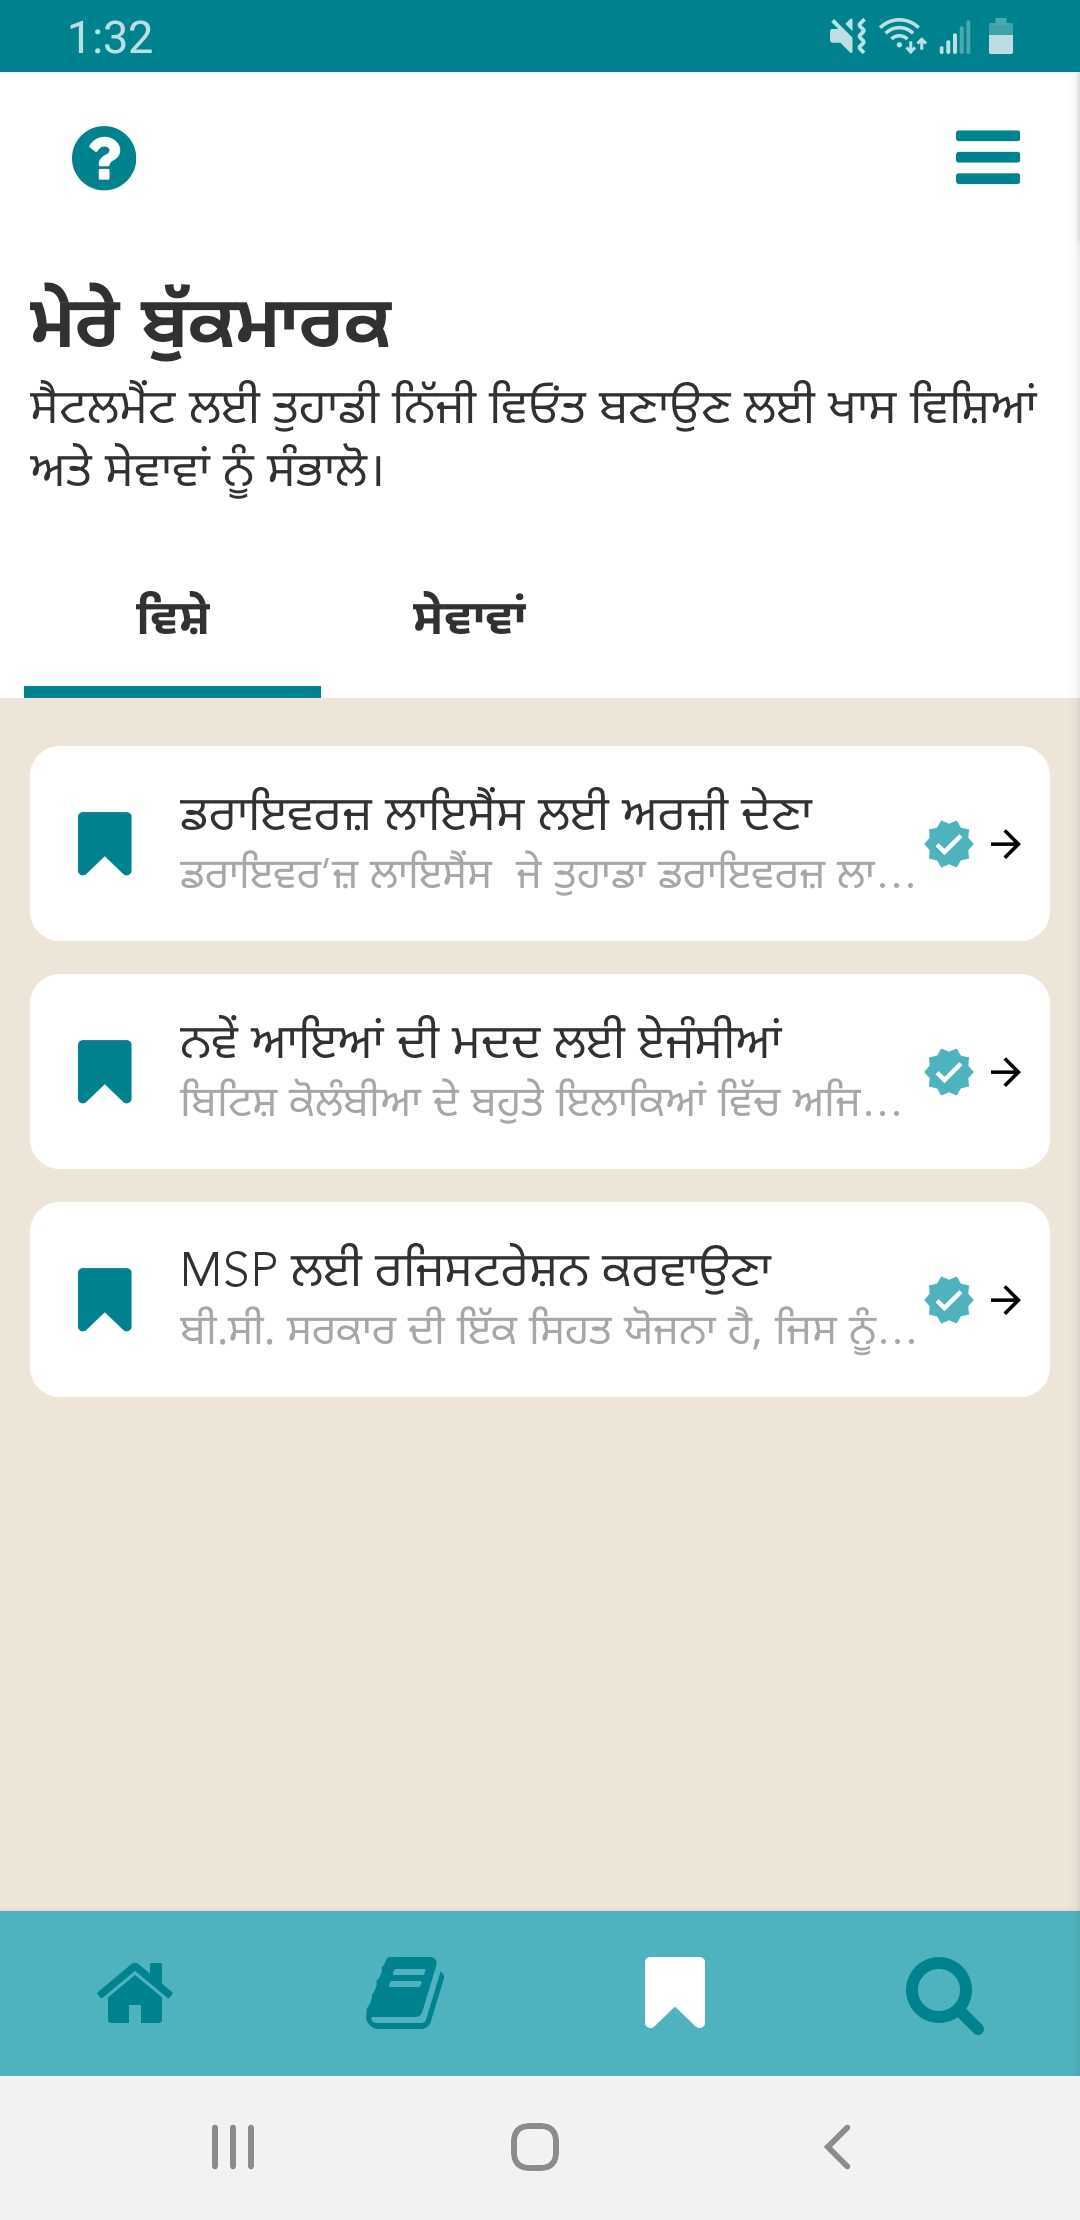 1:32
ਮੇਰੇ ਬੁੱਕਮਾਰਕ
ਸੈਟਲਮੈਂਟ ਲਈ ਤੁਹਾਡੀ ਨਿੱਜੀ ਵਿਓਂਤ ਬਣਾਉਣ ਲਈ ਖਾਸ ਵਿਸ਼ਿਆਂ
ਅਤੇ ਸੇਵਾਵਾਂ ਨੂੰ ਸੰਭਾਲੋ।
ਵਿਸ਼ੇ ਸੇਵਾਵਾਂ
ਡਰਾਇਵਰਜ਼ ਲਾਇਸੈਂਸ ਲਈ ਅਰਜ਼ੀ ਦੇਣਾ
ਡਰਾਇਵਰ’ਜ਼ ਲਾਇਸੈਂਸ  ਜੇ ਤੁਹਾਡਾ ਡਰਾਇਵਰਜ਼ ਲਾ...
ਨਵੇਂ ਆਇਆਂ ਦੀ ਮਦਦ ਲਈ ਏਜੰਸੀਆਂ
ਬਿਟਿਸ਼ ਕੋਲੰਬੀਆ ਦੇ ਬਹੁਤੇ ਇਲਾਕਿਆਂ ਵਿੱਚ ਅਜਿ...
MSP ਲਈ ਰਜਿਸਟਰੇਸ਼ਨ ਕਰਵਾਉਣਾ
ਬੀ.ਸੀ. ਸਰਕਾਰ ਦੀ ਇੱਕ ਸਿਹਤ ਯੋਜਨਾ ਹੈ, ਜਿਸ ਨੂੰ...